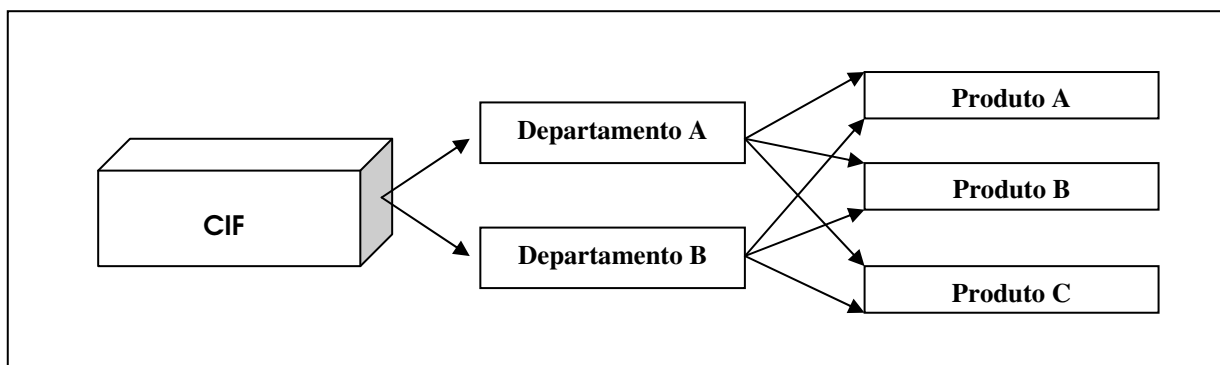 CIF
Departamento A
Departamento B
Produto A
Produto B
Produto C